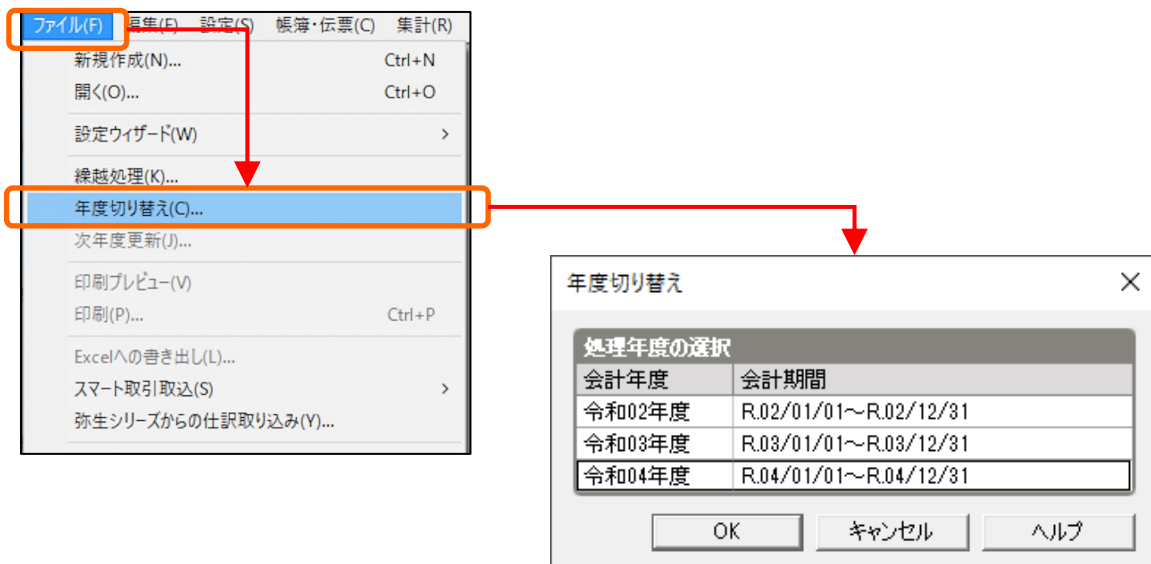 ファイル(F) 編集(E) 設定(S) 帳簿・伝票(C) 集計(R)
新規作成(N)... Ctrl+N
開く(O)... Ctrl+O
設定ウィザード(W) >
繰越処理(K)...
年度切り替え(C)...
次年度更新(J)...
印刷プレビュー(V)
印刷(P)... Ctrl+P
Excelへの書き出し(L)...
スマート取引取込(S) >
弥生シリーズからの仕訳取り込み(Y)...
年度切り替え
処理年度の選択
会計年度 会計期間
令和02年度 R.02/01/01～R.02/12/31
令和03年度 R.03/01/01～R.03/12/31
令和04年度 R.04/01/01～R.04/12/31
OK キャンセル ヘルプ